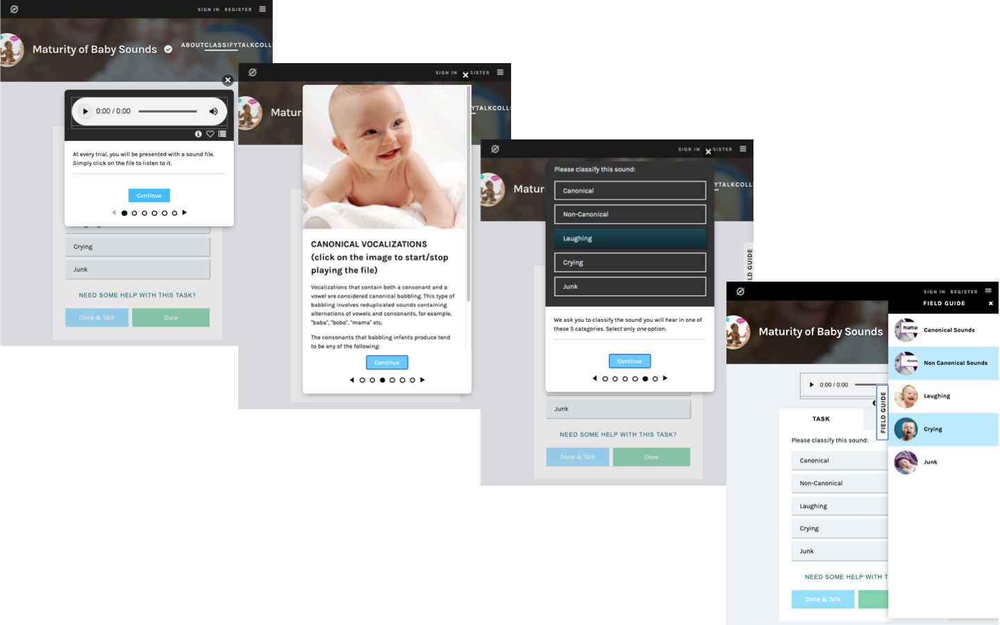 SIGN IN REGISTER
Maturity of Baby Sounds
ABOUT CLASSIFY TALK COLL
0:00 / 0:00
At every trial, you will be presented with a sound file.
Simply click on the file to listen to it.
Continue
Crying
Junk
NEED SOME HELP WITH THIS TASK?
Done & Talk
Done
SIGN IN REGISTER
Matur
YTALKCOLL
CANONICAL VOCALIZATIONS
(click on the image to start/stop
playing the file)
Vocalizations that contain both a consonant and a
vowel are considered canonical babbling. This type of
babbling involves reduplicated sounds containing
alternations of vowels and consonants, for example,
"baba", "bobo", "mama" etc.
The consonants that babbling infants produce tend
to be any of the following:
Continue
SIGN IN
Matur
YTALKCOLL
Please classify this sound:
Canonical
Non-Canonical
Laughing
Crying
Junk
We ask you to classify the sound you will hear in one of
these 5 categories. Select only one option.
Continue
FIELD GUIDE
Junk
NEED SOME HELP WITH THIS TASK?
Done & Talk
Done
SIGN IN REGISTER
Maturity of Baby Sounds
0:00 / 0:00
TASK
Please classify this sound:
Canonical
Non-Canonical
Laughing
Crying
Junk
NEED SOME HELP WITH T
Done & Talk
FIELD GUIDE
FIELD GUIDE
mama
Canonical Sounds
Non Canonical Sounds
Laughing
Crying
Junk